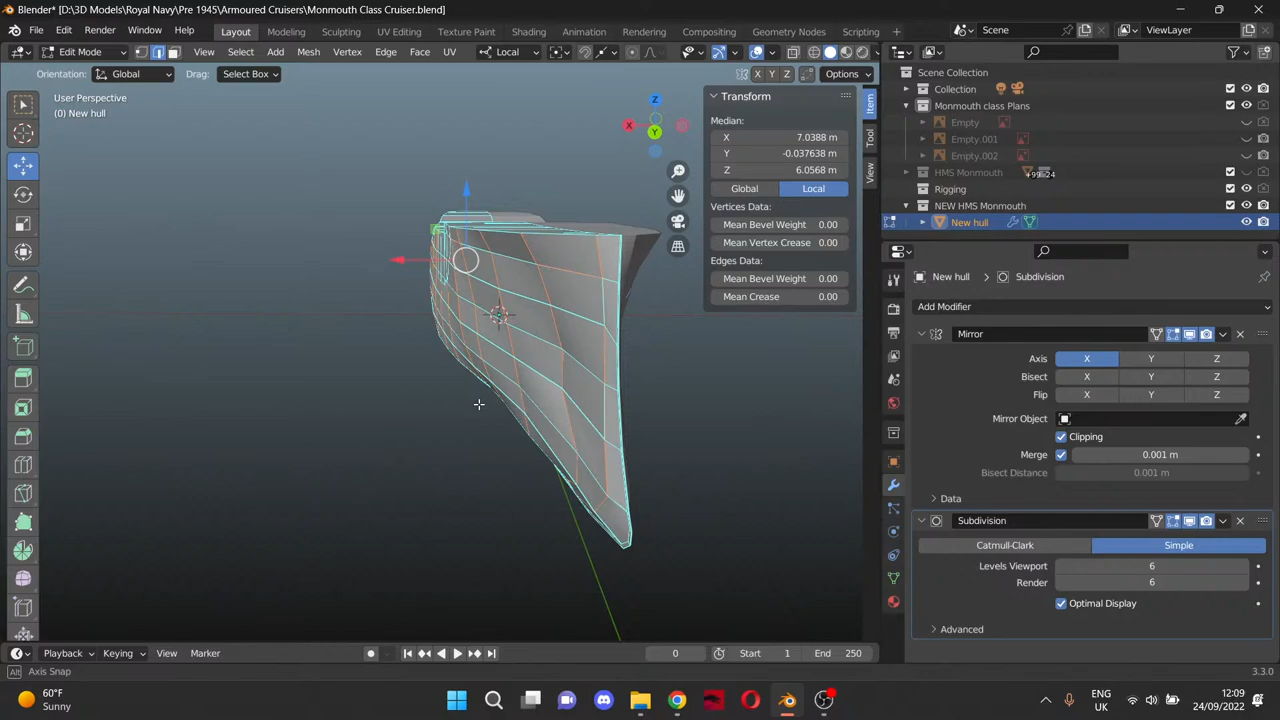 Blender* [D:\3D Models\Royal Navy\Pre 1945\Armoured Cruisers\Monmouth Class Cruiser.blend]
File Edit Render Window Help Layout Modeling Sculpting UV Editing Texture Paint Shading Animation Rendering Compositing Geometry Nodes Scripting Scene ViewLayer
Edit Mode View Select Add Mesh Vertex Edge Face UV Local
Orientation: Global Drag: Select Box X Y Z Options
User Perspective
(0) New hull
Z
X
Y
Transform
Median:
X 7.0388 m
Y -0.037638 m
Z 6.0568 m
Global Local
Vertices Data:
Mean Bevel Weight 0.00
Mean Vertex Crease 0.00
Edges Data:
Mean Bevel Weight 0.00
Mean Crease 0.00
Item
Tool
View
Scene Collection
Collection
Monmouth class Plans
Empty
Empty.001
Empty.002
HMS Monmouth +99 24
Rigging
NEW HMS Monmouth
New hull
New hull Subdivision
Add Modifier
Mirror
Axis X Y Z
Bisect X Y Z
Flip X Y Z
Mirror Object
Clipping
Merge 0.001 m
Bisect Distance 0.001 m
Data
Subdivision
Catmull-Clark Simple
Levels Viewport 6
Render 6
Optimal Display
Advanced
Playback Keying View Marker 0 Start 1 End 250
Alt Axis Snap 3.3.0
60°F
Sunny
ENG
UK
12:09
24/09/2022